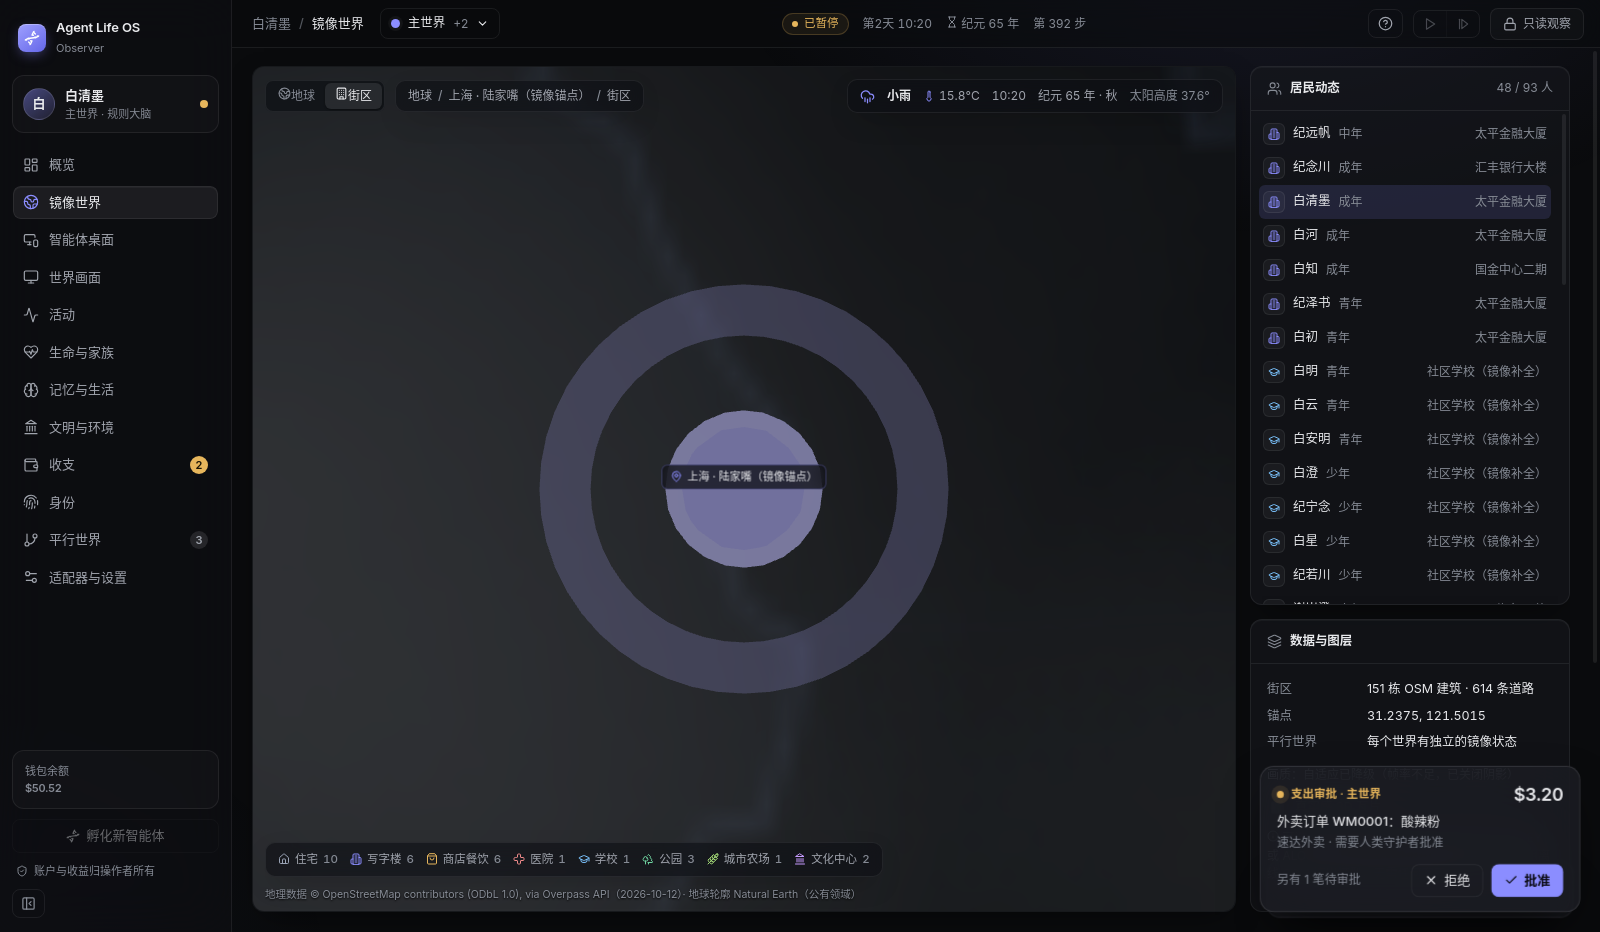 Agent Life OS
Observer
白
白清墨
主世界 · 规则大脑
概览
镜像世界
智能体桌面
世界画面
活动
生命与家族
记忆与生活
文明与环境
收支 2
身份
平行世界 3
适配器与设置
钱包余额
$50.52
孵化新智能体
账户与收益归操作者所有
白清墨 / 镜像世界
主世界 +2
已暂停 第2天 10:20 纪元 65 年 第 392 步
只读观察
地球 街区
地球 / 上海 · 陆家嘴（镜像锚点） / 街区
小雨 15.8°C 10:20 纪元 65 年 · 秋 太阳高度 37.6°
上海 · 陆家嘴（镜像锚点）
住宅 10 写字楼 6 商店餐饮 6 医院 1 学校 1 公园 3 城市农场 1 文化中心 2
地理数据 © OpenStreetMap contributors (ODbL 1.0), via Overpass API（2026-10-12）· 地球轮廓 Natural Earth（公有领域）
居民动态 48 / 93 人
纪远帆 中年 太平金融大厦
纪念川 成年 汇丰银行大楼
白清墨 成年 太平金融大厦
白河 成年 太平金融大厦
白知 成年 国金中心二期
纪泽书 青年 太平金融大厦
白初 青年 太平金融大厦
白明 青年 社区学校（镜像补全）
白云 青年 社区学校（镜像补全）
白安明 青年 社区学校（镜像补全）
白澄 少年 社区学校（镜像补全）
纪宁念 少年 社区学校（镜像补全）
白星 少年 社区学校（镜像补全）
纪若川 少年 社区学校（镜像补全）
数据与图层
街区 151 栋 OSM 建筑 · 614 条道路
锚点 31.2375, 121.5015
平行世界 每个世界有独立的镜像状态
支出审批 · 主世界 $3.20
外卖订单 WM0001：酸辣粉
速达外卖 · 需要人类守护者批准
另有 1 笔待审批 拒绝 批准